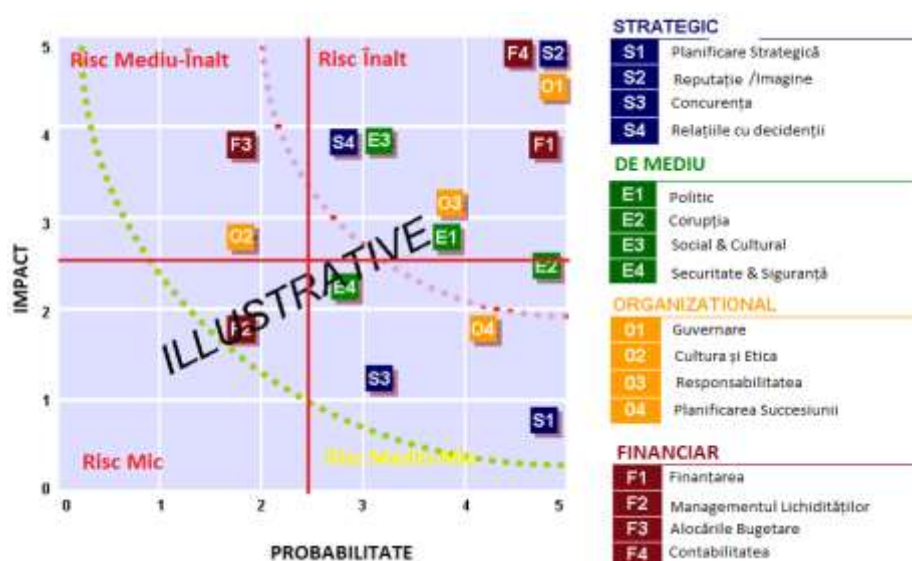 STRATEGIC
S1 Planificare Strategică
S2 Reputație /Imagine
S3 Concurența
S4 Relațiile cu decidenții
DE MEDIU
E1 Politic
E2 Corupția
E3 Social & Cultural
E4 Securitate & Siguranță
ORGANIZATIONAL
O1 Guvernare
O2 Cultura și Etica
O3 Responsabilitatea
O4 Planificarea Succesiunii
FINANCIAR
F1 Finanțarea
F2 Managementul Lichidităților
F3 Alocările Bugetare
F4 Contabilitatea
IMPACT
5
4
3
2
1
0
Risc Mediu-Înalt
Risc Înalt
F4
S2
O1
F3
S4
E3
F1
O3
O2
E1
E2
ILLUSTRATIVE
E4
F2
O4
S3
S1
Risc Mic
Risc Mediu-Mic
0 1 2 3 4 5
PROBABILITATE